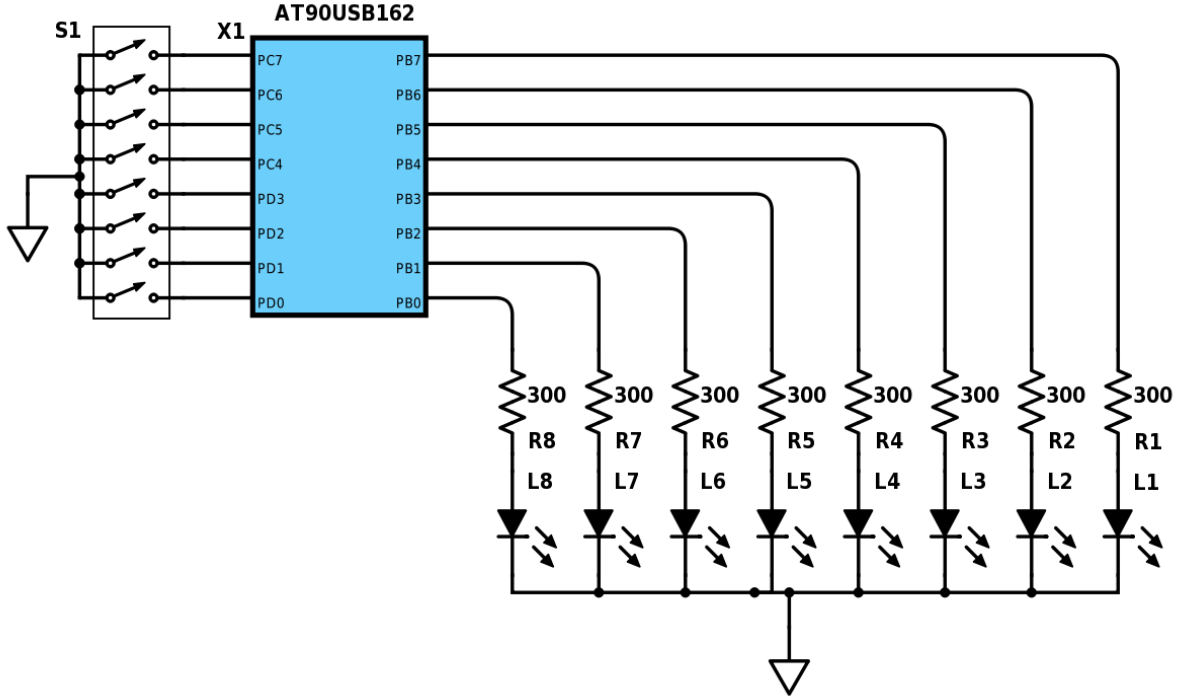 AT90USB162
S1
X1
PC7 PB7
PC6 PB6
PC5 PB5
PC4 PB4
PD3 PB3
PD2 PB2
PD1 PB1
PD0 PB0
300 300 300 300 300 300 300 300
R8 R7 R6 R5 R4 R3 R2 R1
L8 L7 L6 L5 L4 L3 L2 L1